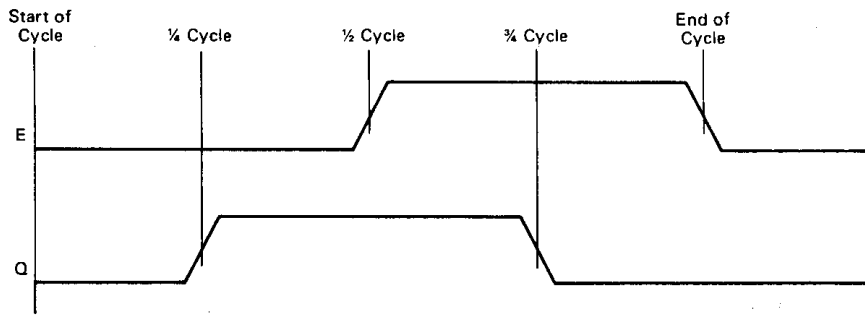 Start of
Cycle
¼ Cycle
½ Cycle
¾ Cycle
End of
Cycle
E
Q